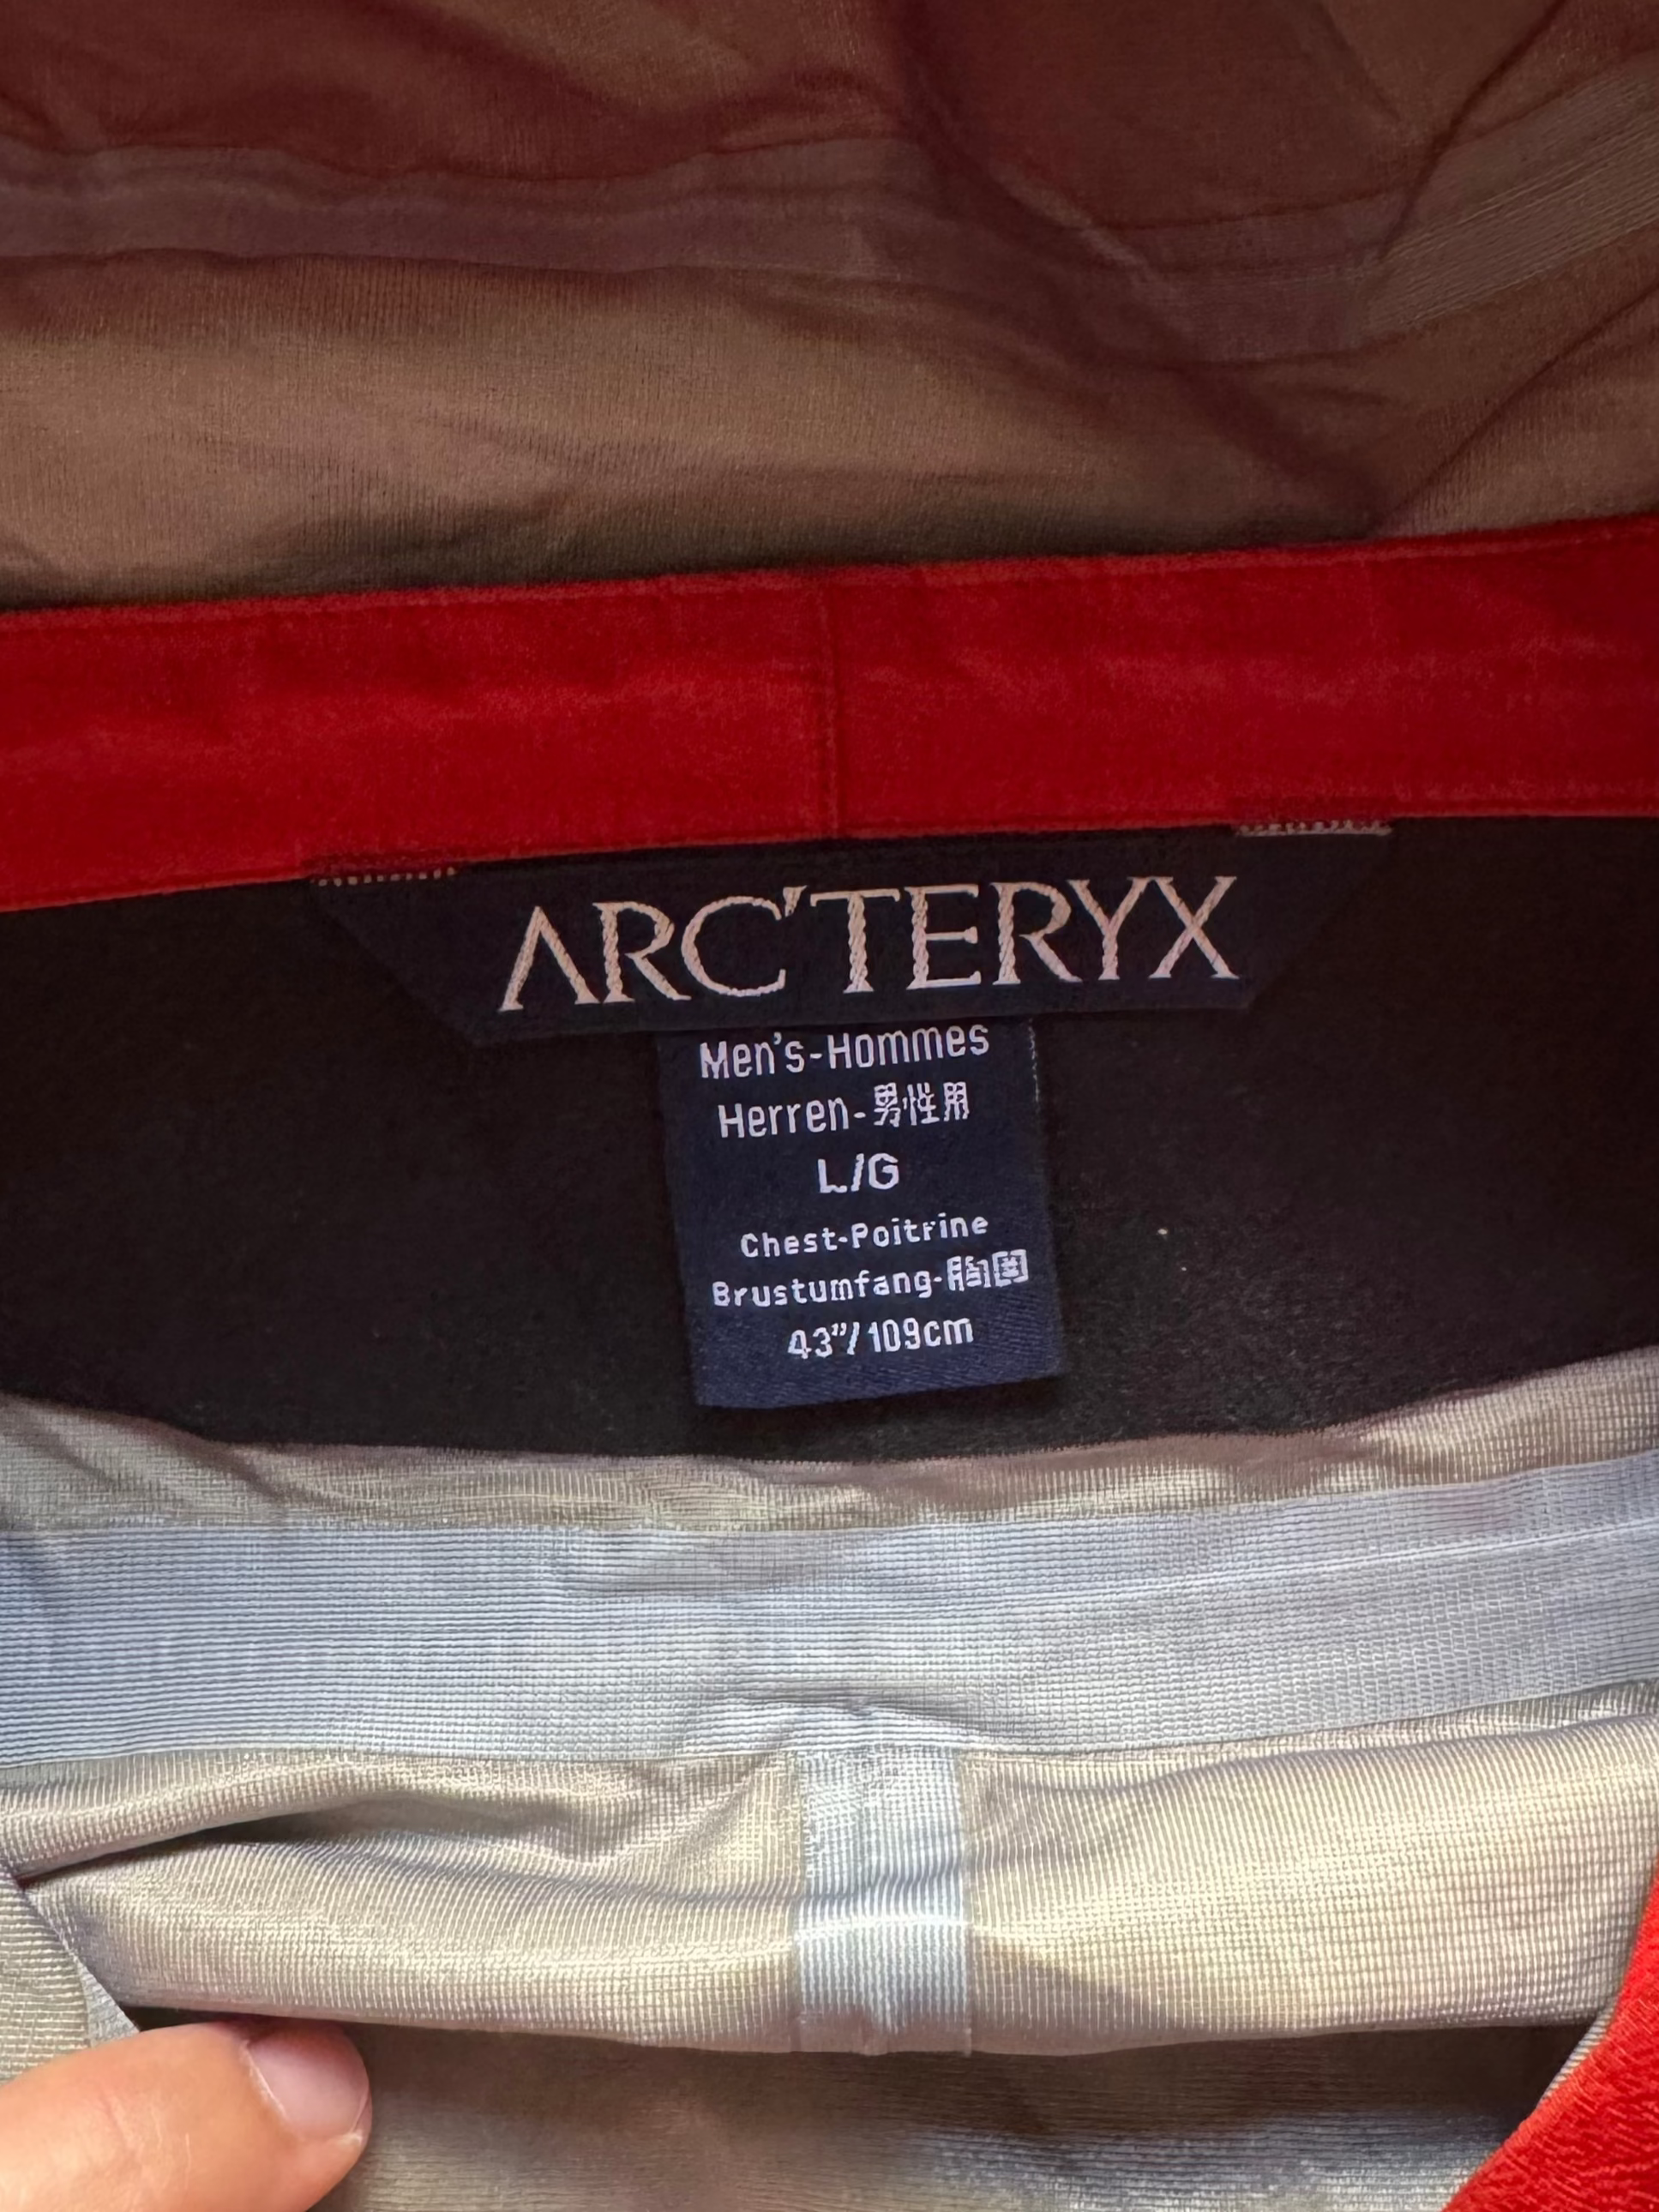 ARC'TERYX
Men's-Hommes
Herren-男性用
L/G
Chest-Poitrine
Brustumfang-胸囲
43"/109cm